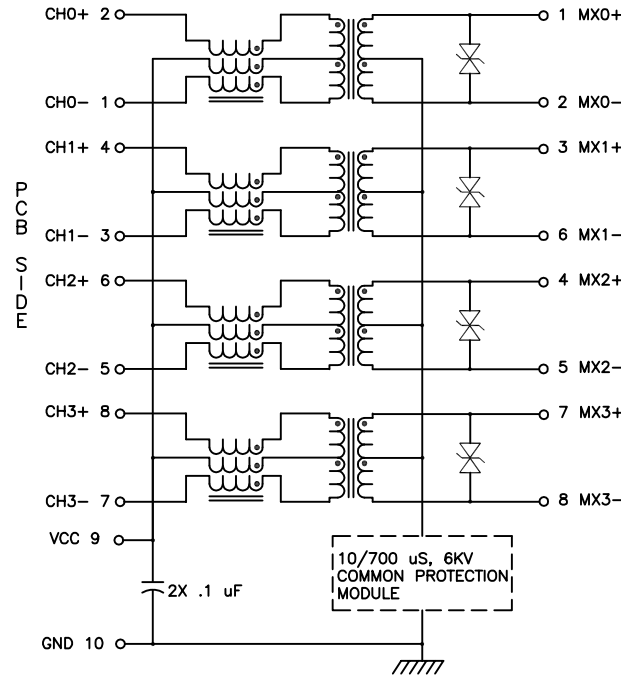 CH0+ 2
1 MX0+
CH0- 1
2 MX0-
CH1+ 4
3 MX1+
CH1- 3
6 MX1-
CH2+ 6
4 MX2+
CH2- 5
5 MX2-
CH3+ 8
7 MX3+
CH3- 7
8 MX3-
PCB SIDE
VCC 9
10/700 uS, 6KV
COMMON PROTECTION
MODULE
2X .1 uF
GND 10